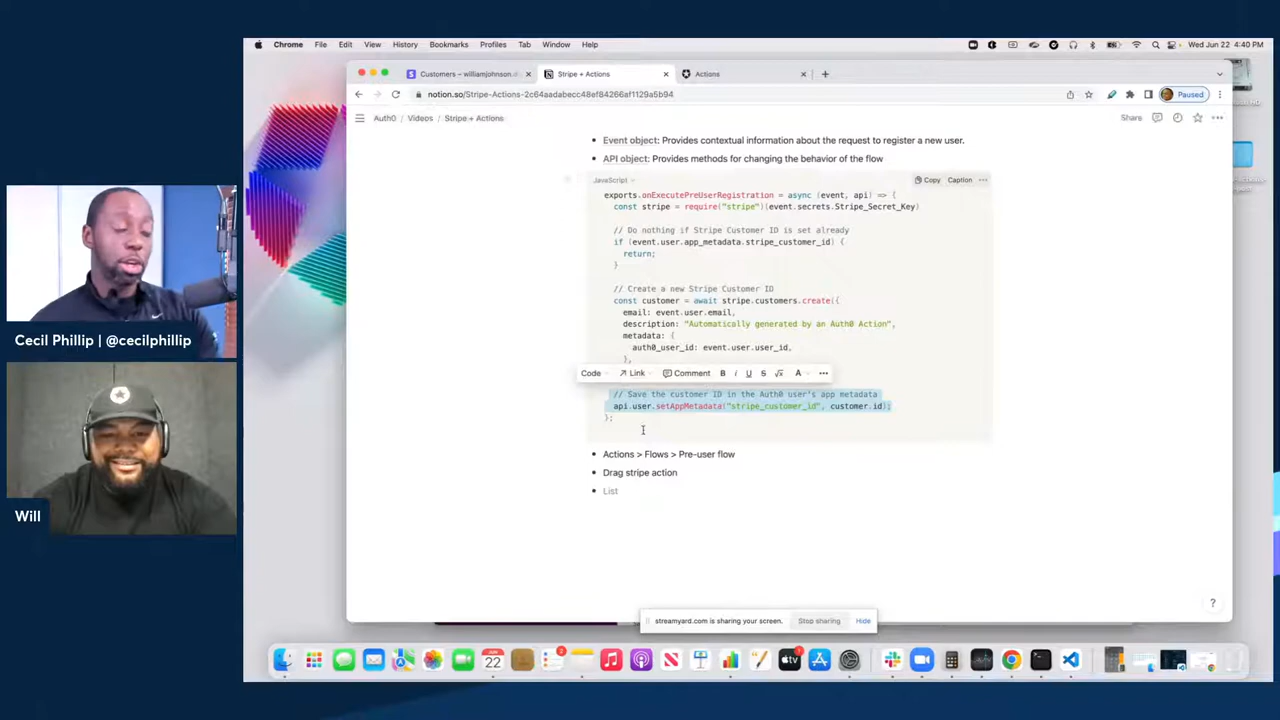 Chrome File Edit View History Bookmarks Profiles Tab Window Help Wed Jun 22 4:40 PM
Customers – williamjohnson. Stripe + Actions Actions
notion.so/Stripe-Actions-2c64aadabecc48ef84266af1129a5b94 Paused
Auth0 / Videos / Stripe + Actions Share
Event object: Provides contextual information about the request to register a new user.
API object: Provides methods for changing the behavior of the flow
JavaScript Copy Caption
exports.onExecutePreUserRegistration = async (event, api) => {
const stripe = require("stripe")(event.secrets.Stripe_Secret_Key)
// Do nothing if Stripe Customer ID is set already
if (event.user.app_metadata.stripe_customer_id) {
return;
}
// Create a new Stripe Customer ID
const customer = await stripe.customers.create({
email: event.user.email,
description: "Automatically generated by an Auth0 Action",
metadata: {
auth0_user_id: event.user.user_id,
},
Code Link Comment B i U S √x A
// Save the customer ID in the Auth0 user's app metadata
api.user.setAppMetadata("stripe_customer_id", customer.id);
};
Actions > Flows > Pre-user flow
Drag stripe action
List
?
streamyard.com is sharing your screen. Stop sharing Hide
JUN
22
tv
Cecil Phillip | @cecilphillip
Will